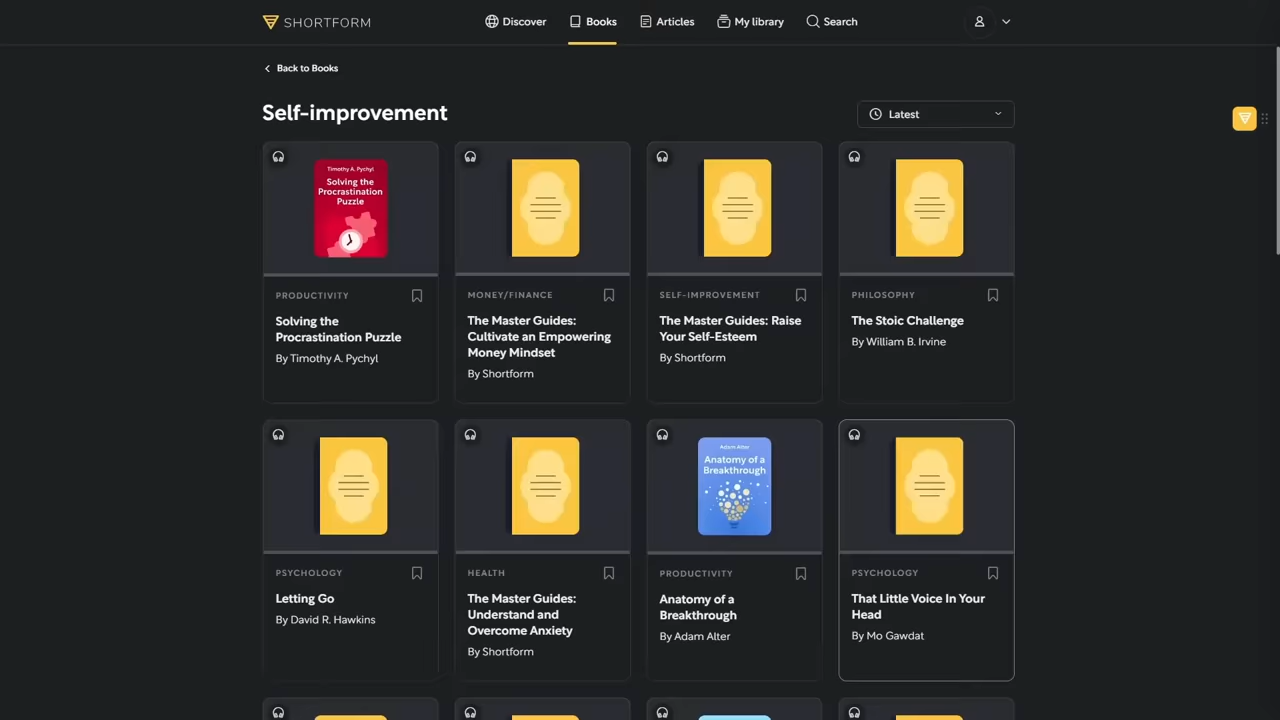 SHORTFORM
Discover
Books
Articles
My library
Search
Back to Books
Self-improvement
Latest
Timothy A. Pychyl
Solving the
Procrastination
Puzzle
PRODUCTIVITY
Solving the
Procrastination Puzzle
By Timothy A. Pychyl
MONEY/FINANCE
The Master Guides:
Cultivate an Empowering
Money Mindset
By Shortform
SELF-IMPROVEMENT
The Master Guides: Raise
Your Self-Esteem
By Shortform
PHILOSOPHY
The Stoic Challenge
By William B. Irvine
PSYCHOLOGY
Letting Go
By David R. Hawkins
HEALTH
The Master Guides:
Understand and
Overcome Anxiety
By Shortform
Adam Alter
Anatomy of a
Breakthrough
PRODUCTIVITY
Anatomy of a
Breakthrough
By Adam Alter
PSYCHOLOGY
That Little Voice In Your
Head
By Mo Gawdat